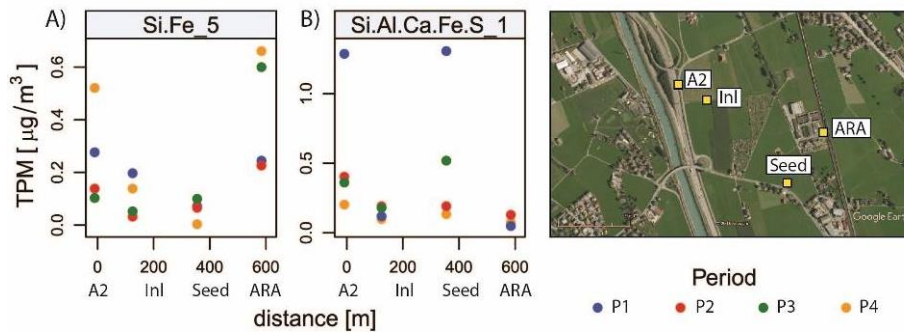 A)
Si.Fe_5
B)
Si.Al.Ca.Fe.S_1
TPM [ μg/m³ ]
0.6
0.4
0.2
0.0
1.0
0.5
0.0
0 200 400 600
0 200 400 600
A2 Inl Seed ARA
A2 Inl Seed ARA
distance [m]
A2
Inl
ARA
Seed
Google Eart
Period
P1 P2 P3 P4